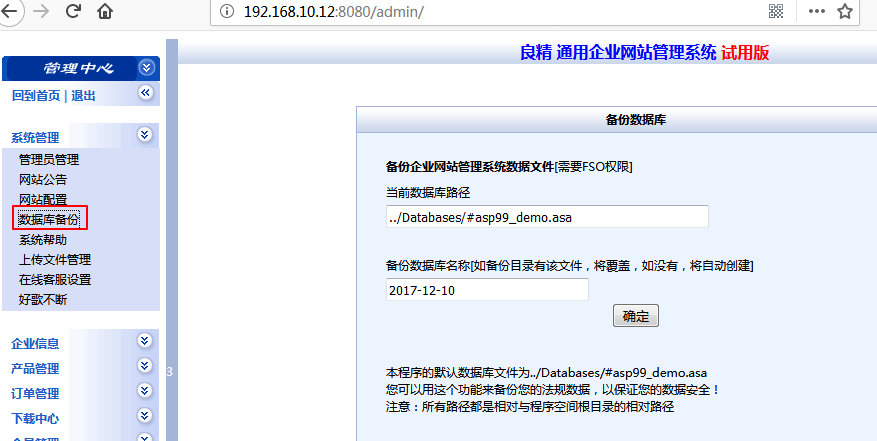 192.168.10.12:8080/admin/
管理中心
回到首页 | 退出
系统管理
管理员管理
网站公告
网站配置
数据库备份
系统帮助
上传文件管理
在线客服设置
好歌不断
企业信息
产品管理
订单管理
下载中心
3
良精 通用企业网站管理系统 试用版
备份数据库
备份企业网站管理系统数据文件[需要FSO权限]
当前数据库路径
../Databases/#asp99_demo.asa
备份数据库名称[如备份目录有该文件，将覆盖，如没有，将自动创建]
2017-12-10
确定
本程序的默认数据库文件为../Databases/#asp99_demo.asa
您可以用这个功能来备份您的法规数据，以保证您的数据安全！
注意：所有路径都是相对与程序空间根目录的相对路径